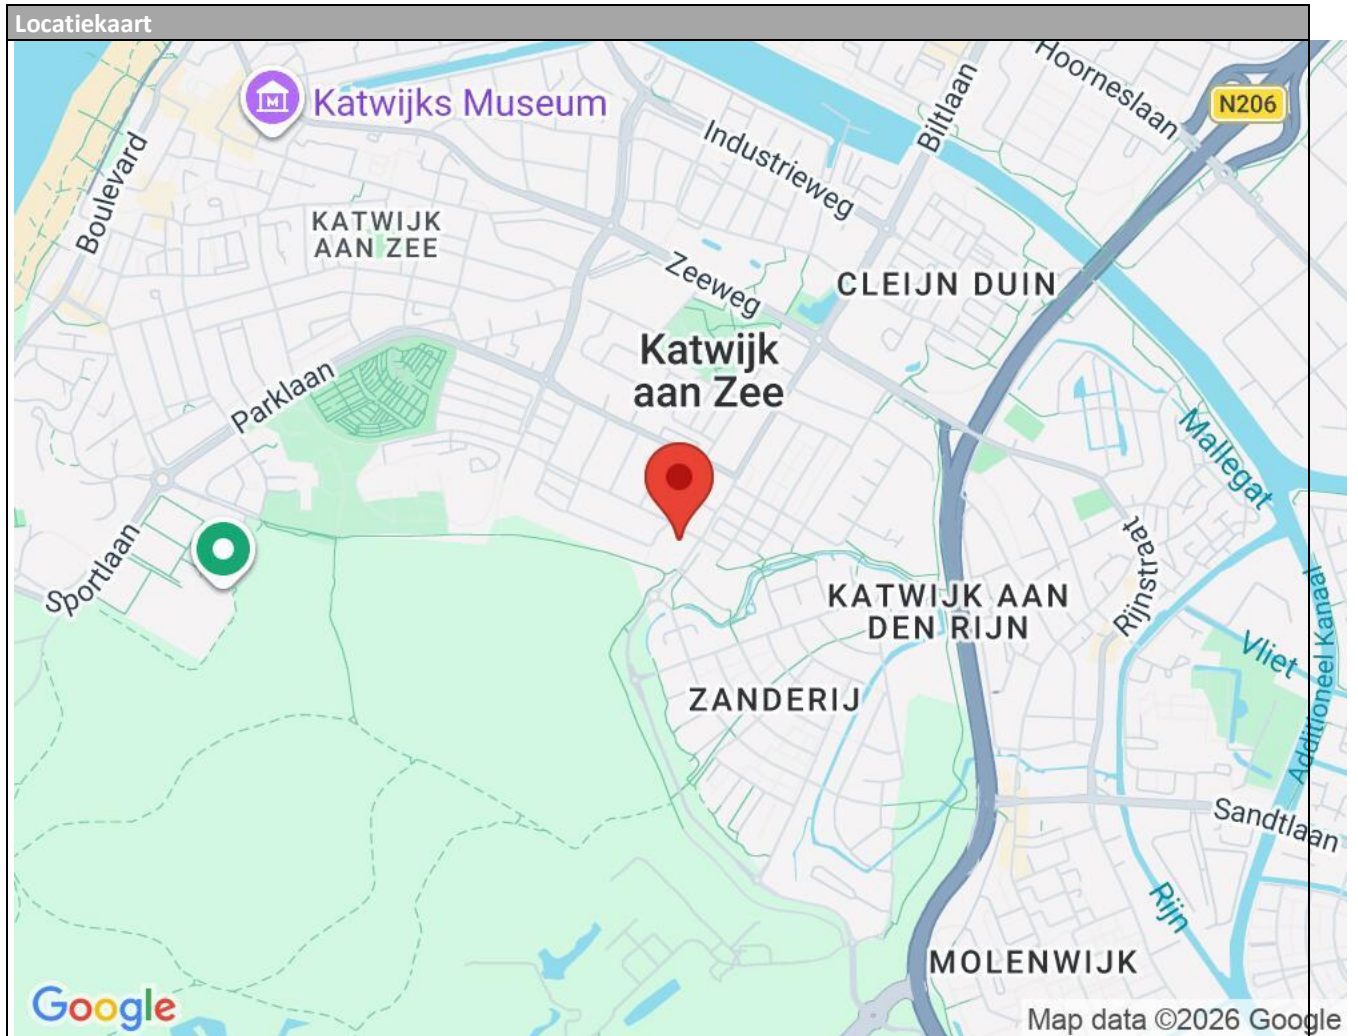 Locatiekaart
Hoorneslaan
N206
Katwijks Museum
Biltlaan
Industrieweg
Boulevard
KATWIJK
AAN ZEE
Zeeweg
CLEIJN DUIN
Katwijk
aan Zee
Parklaan
Mallegat
Sportlaan
Rijnstraat
KATWIJK AAN
DEN RIJN
Vliet
Additioneel Kanaal
ZANDERIJ
Sandtlaan
Rijn
MOLENWIJK
Google
Map data ©2026 Google